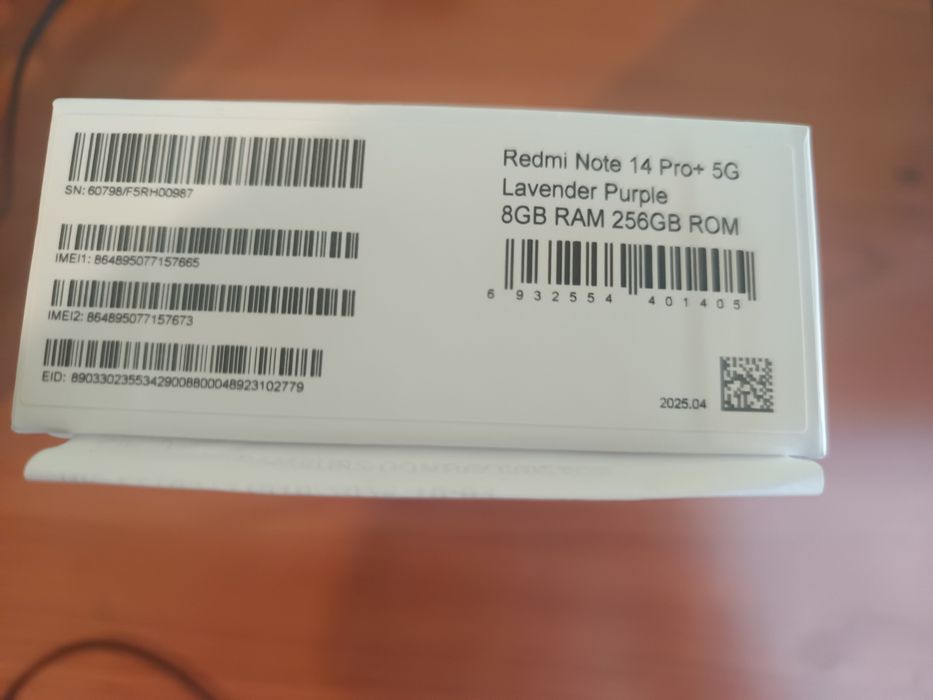 SN: 60798/F5RH00987
IMEI1: 864895077157665
IMEI2: 864895077157673
EID: 89033023553429008800048923102779
Redmi Note 14 Pro+ 5G
Lavender Purple
8GB RAM 256GB ROM
6 932554 401405
2025.04